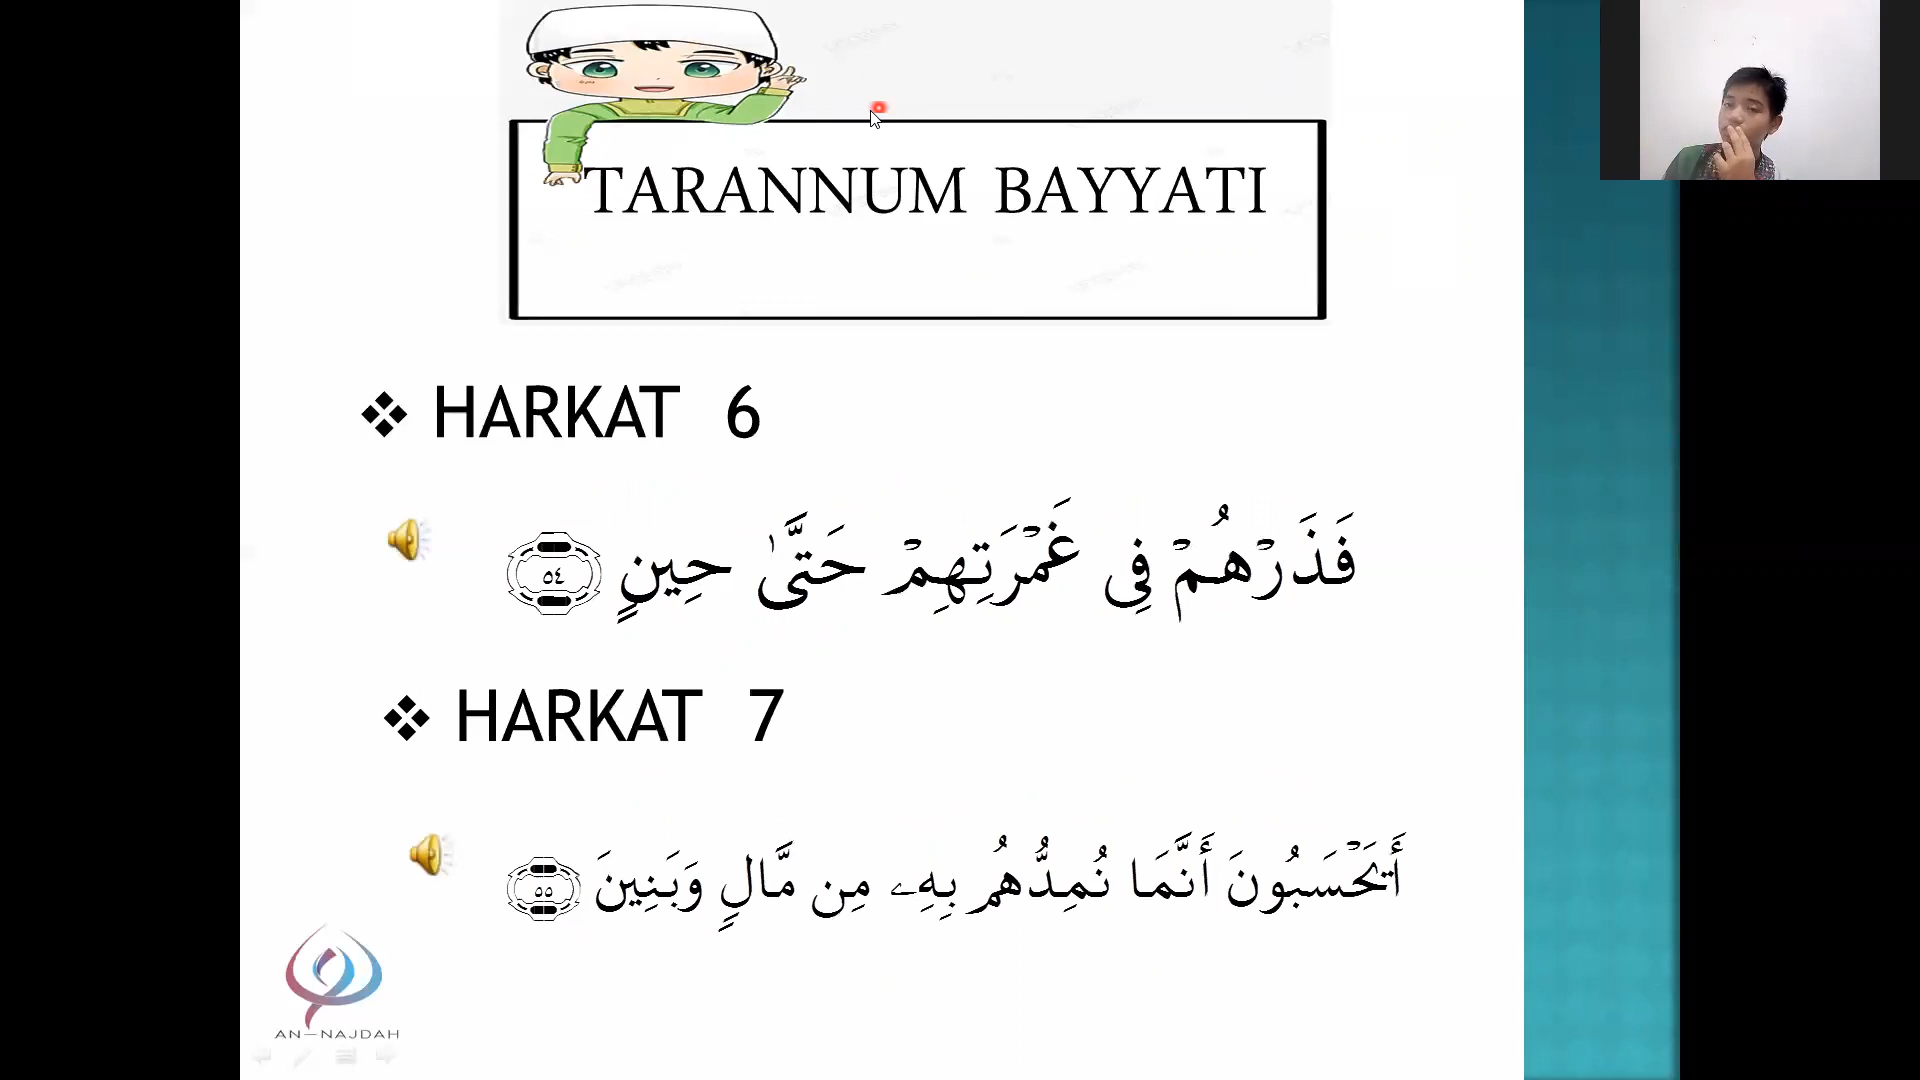 TARANNUM BAYYATI
❖ HARKAT 6
فَذَرْهُمْ فِى غَمْرَتِهِمْ حَتَّىٰ حِينٍ ٥٤
❖ HARKAT 7
أَيَحْسَبُونَ أَنَّمَا نُمِدُّهُم بِهِۦ مِن مَّالٍ وَبَنِينَ ٥٥
AN-NAJDAH